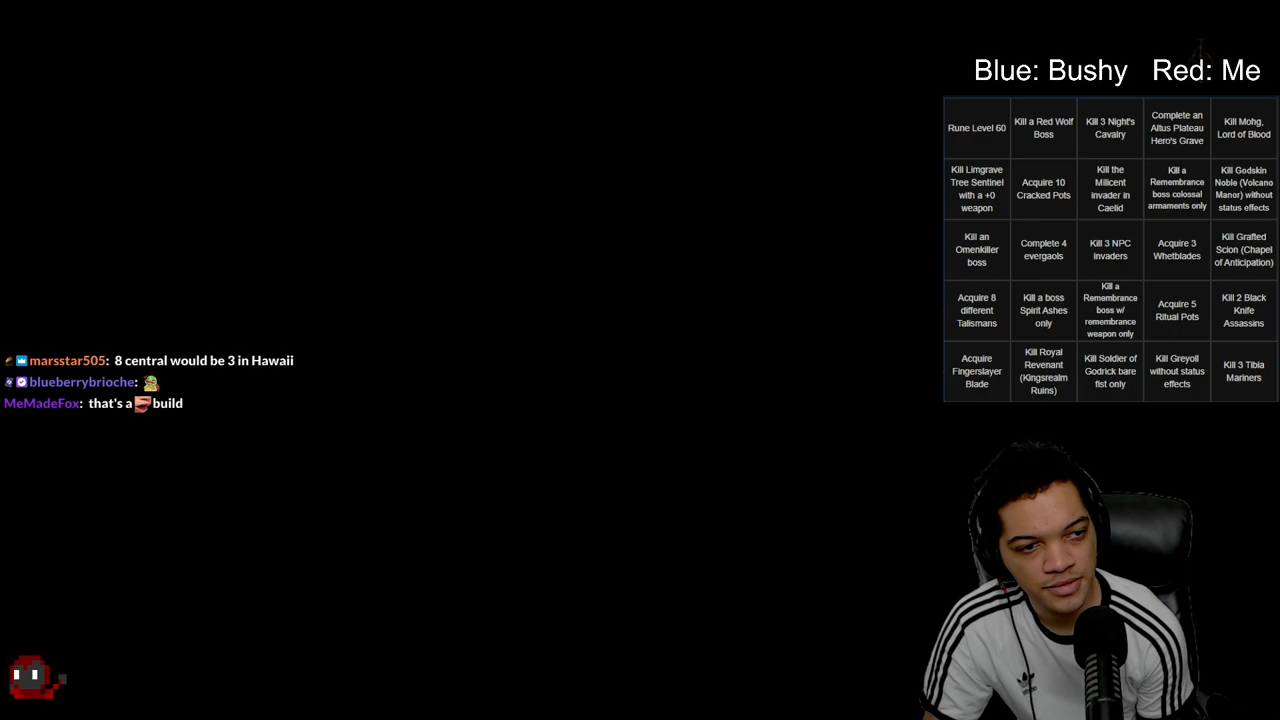 Blue: Bushy Red: Me
Rune Level 60
Kill a Red Wolf
Boss
Kill 3 Night's
Cavalry
Complete an
Altus Plateau
Hero's Grave
Kill Mohg,
Lord of Blood
Kill Limgrave
Tree Sentinel
with a +0
weapon
Acquire 10
Cracked Pots
Kill the
Milicent
invader in
Caelid
Kill a
Remembrance
boss colossal
armaments only
Kill Godskin
Noble (Volcano
Manor) without
status effects
Kill an
Omenkiller
boss
Complete 4
evergaols
Kill 3 NPC
invaders
Acquire 3
Whetblades
Kill Grafted
Scion (Chapel
of Anticipation)
Acquire 8
different
Talismans
Kill a boss
Spirit Ashes
only
Kill a
Remembrance
boss w/
remembrance
weapon only
Acquire 5
Ritual Pots
Kill 2 Black
Knife
Assassins
Acquire
Fingerslayer
Blade
Kill Royal
Revenant
(Kingsrealm
Ruins)
Kill Soldier of
Godrick bare
fist only
Kill Greyoll
without status
effects
Kill 3 Tibia
Mariners
marsstar505: 8 central would be 3 in Hawaii
blueberrybrioche:
MeMadeFox: that's a build